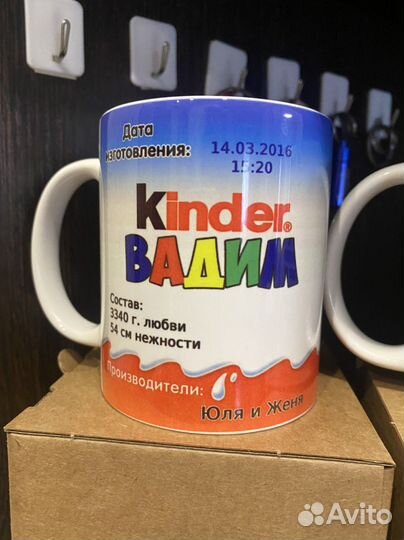 Дата
изготовления:
14.03.2016
15:20
Kinder®
ВАДИМ
Состав:
3340 г. любви
54 см нежности
Производители:
Юля и Женя
Avito